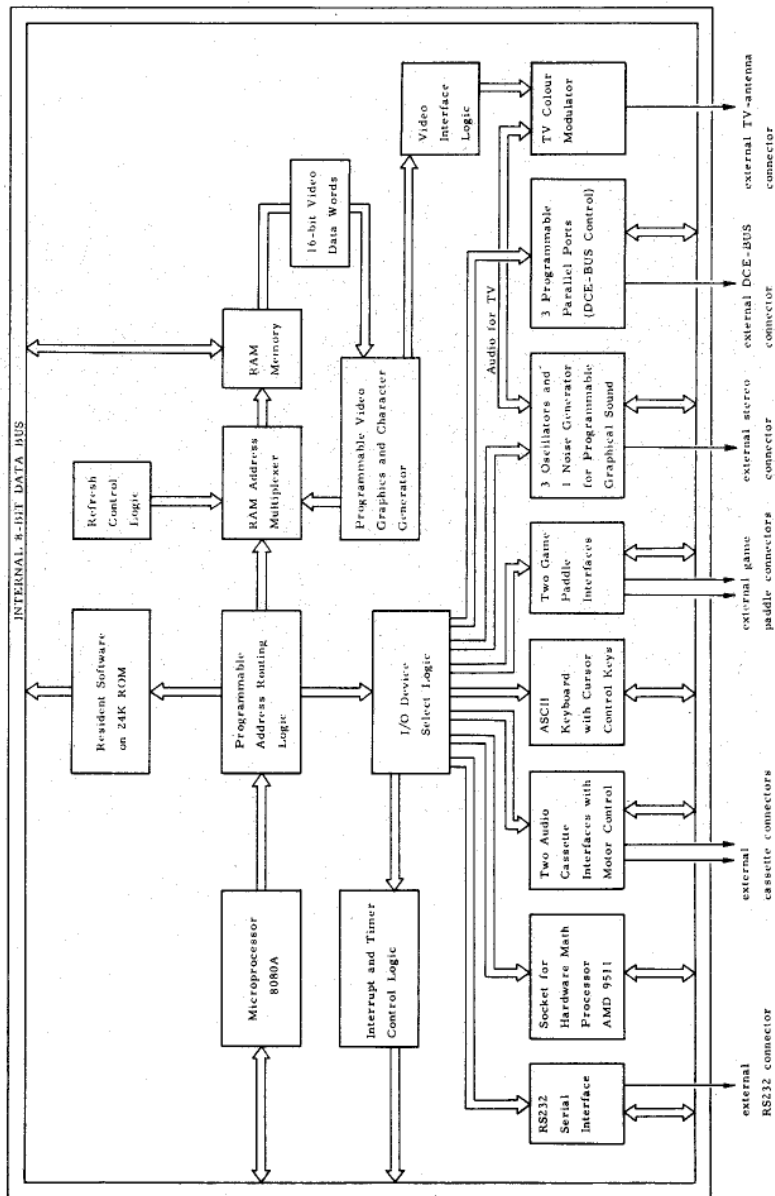 INTERNAL 8-BIT DATA BUS
Microprocessor
8080A
Resident Software
on 24K ROM
Refresh
Control
Logic
Programmable
Address Routing
Logic
RAM Address
Multiplexer
RAM
Memory
16-bit Video
Data Words
Interrupt and Timer
Control Logic
I/O Device
Select Logic
Programmable Video
Graphics and Character
Generator
Video
Interface
Logic
Audio for TV
RS232
Serial
Interface
Socket for
Hardware Math
Processor
AMD 9511
Two Audio
Cassette
Interfaces with
Motor Control
ASCII
Keyboard
with Cursor
Control Keys
Two Game
Paddle
Interfaces
3 Oscillators and
1 Noise Generator
for Programmable
Graphical Sound
3 Programmable
Parallel Ports
(DCE-BUS Control)
TV Colour
Modulator
external
RS232 connector
external
cassette connectors
external game
paddle connectors
external stereo
connector
external DCE-BUS
connector
external TV-antenna
connector